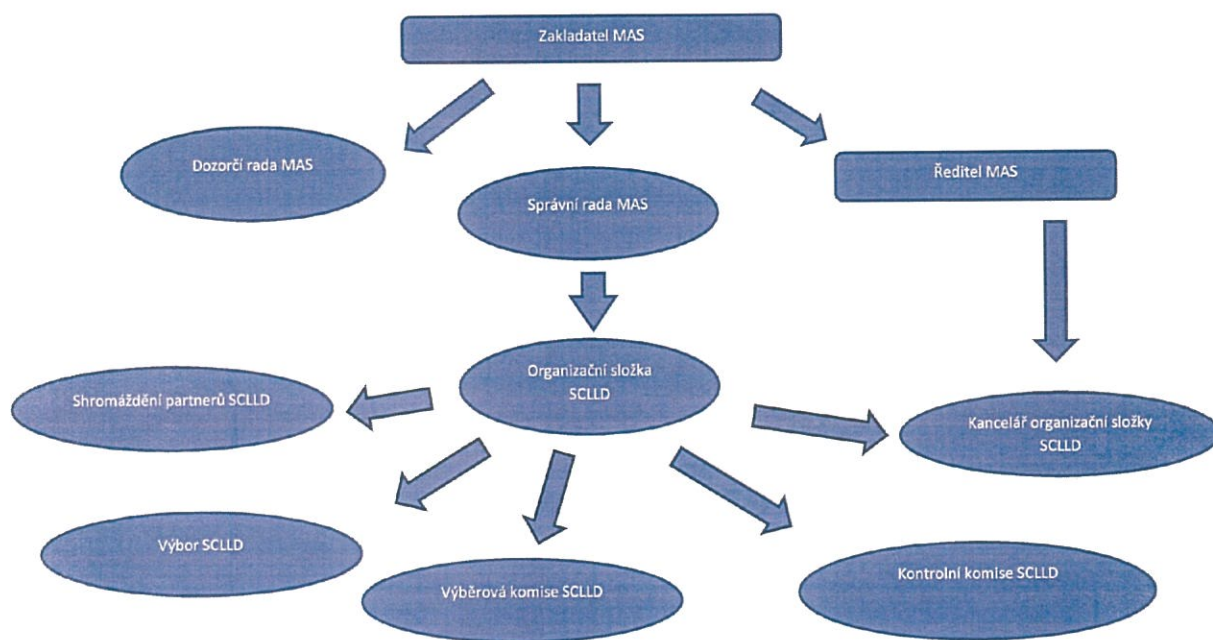 Zakladatel MAS
Dozorčí rada MAS
Ředitel MAS
Správní rada MAS
Organizační složka
SCLLD
Shromáždění partnerů SCLLD
Kancelář organizační složky
SCLLD
Výbor SCLLD
Výběrová komise SCLLD
Kontrolní komise SCLLD